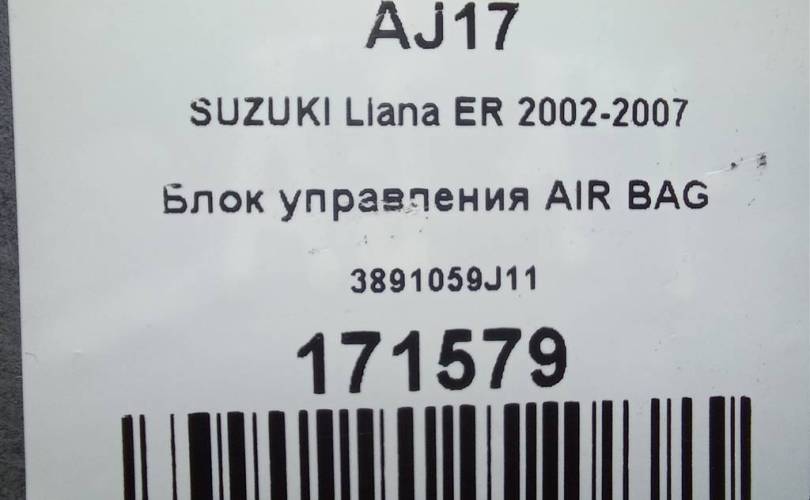 AJ17
SUZUKI Liana ER 2002-2007
Блок управления AIR BAG
3891059J11
171579